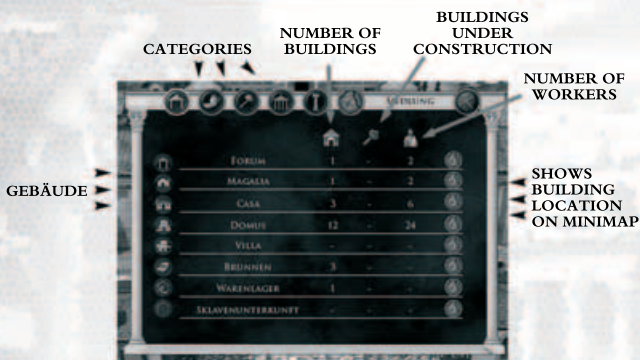 BUILDINGS
UNDER
CONSTRUCTION
NUMBER OF
BUILDINGS
CATEGORIES
NUMBER OF
WORKERS
FORUM 1 - 2
MAGALIA 1 - 2
CASA 3 - 6
DOMUS 12 - 24
VILLA - - -
BRUNNEN 3 - -
WARENLAGER 1 - -
SKLAVENUNTERKUNFT - - -
GEBÄUDE
SHOWS
BUILDING
LOCATION
ON MINIMAP